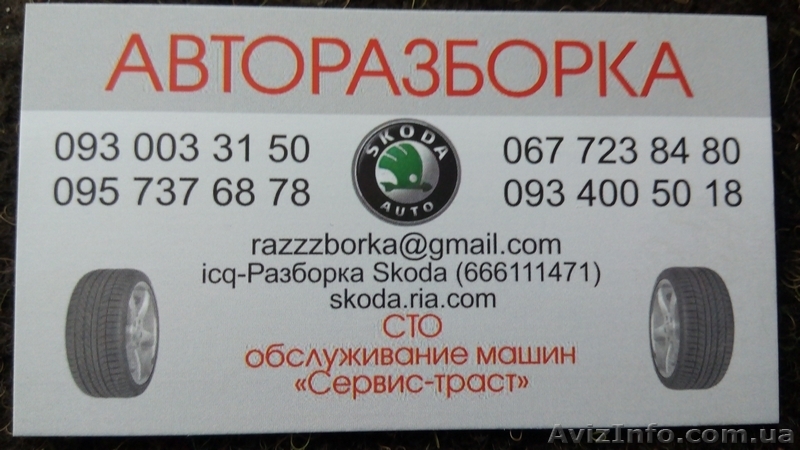 АВТОРАЗБОРКА
093 003 31 50
095 737 68 78
SKODA
AUTO
067 723 84 80
093 400 50 18
razzzborka@gmail.com
icq-Разборка Skoda (666111471)
skoda.ria.com
СТО
обслуживание машин
«Сервис-траст»
AvizInfo.com.ua